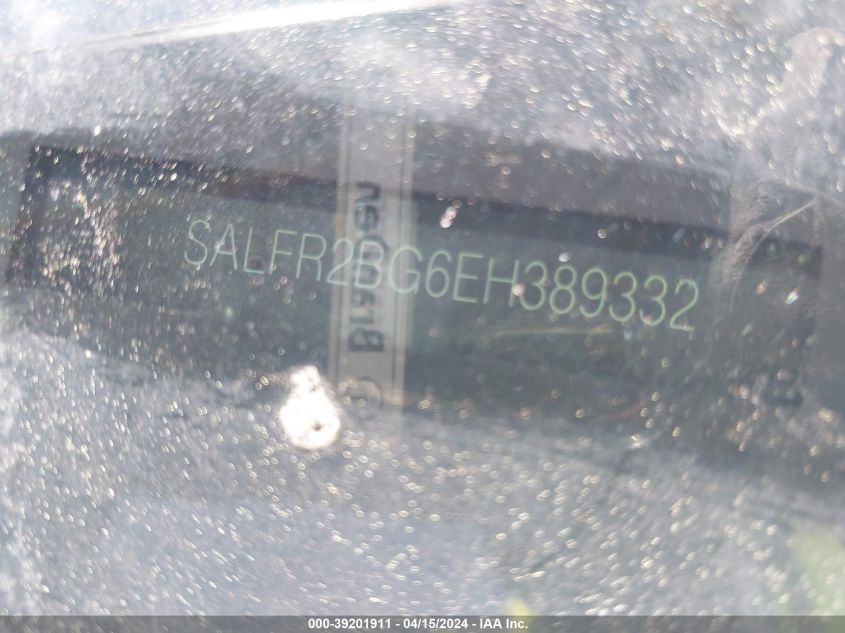 SALFR2BG6EH389332
000-39201911 - 04/15/2024 - IAA Inc.